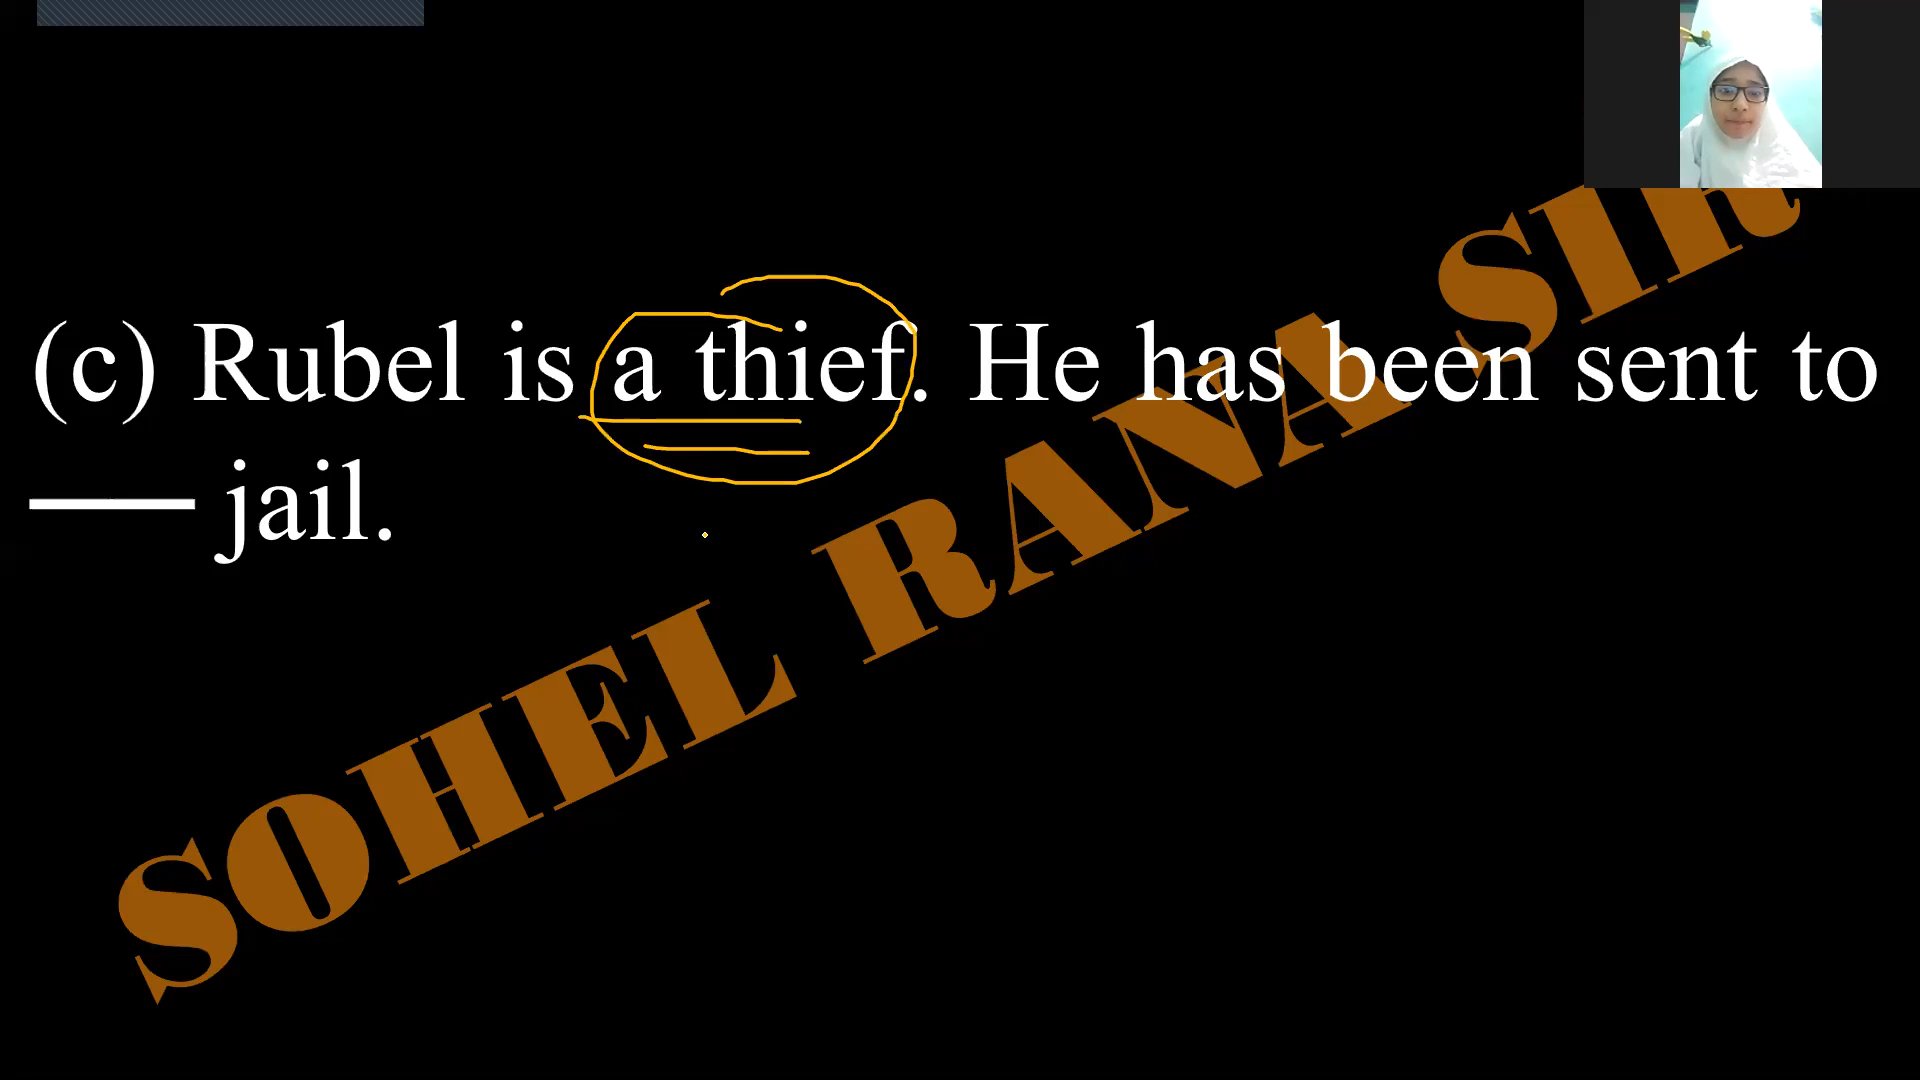 (c) Rubel is a thief. He has been sent to
—— jail.
SOHEL RANA SIR